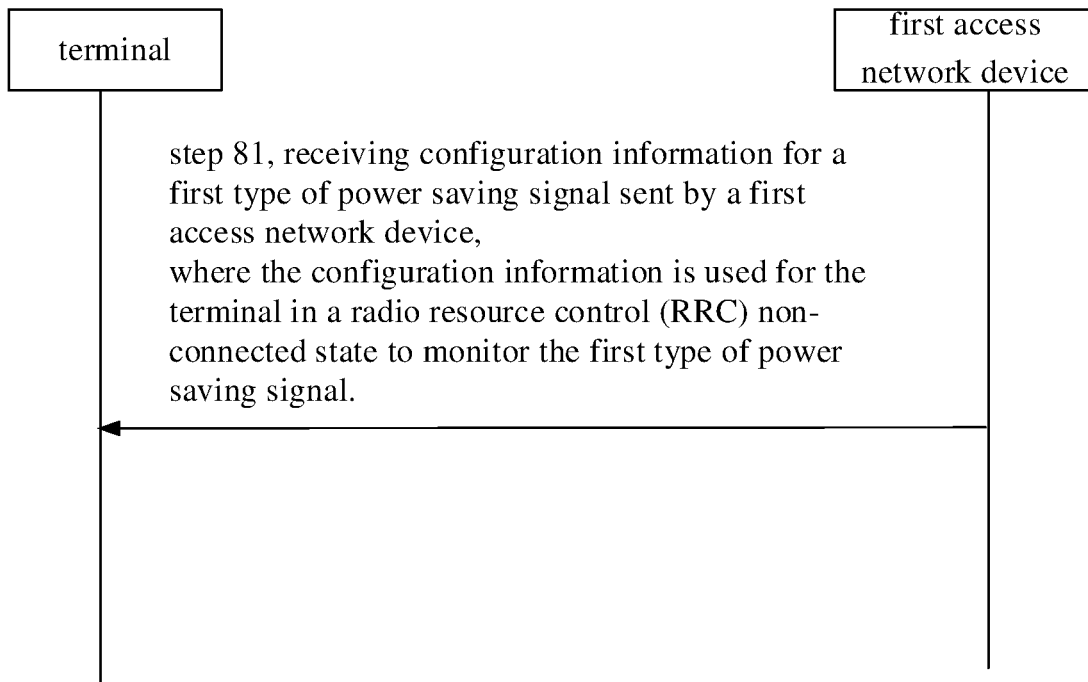 terminal
first access
network device
step 81, receiving configuration information for a
first type of power saving signal sent by a first
access network device,
where the configuration information is used for the
terminal in a radio resource control (RRC) non-
connected state to monitor the first type of power
saving signal.